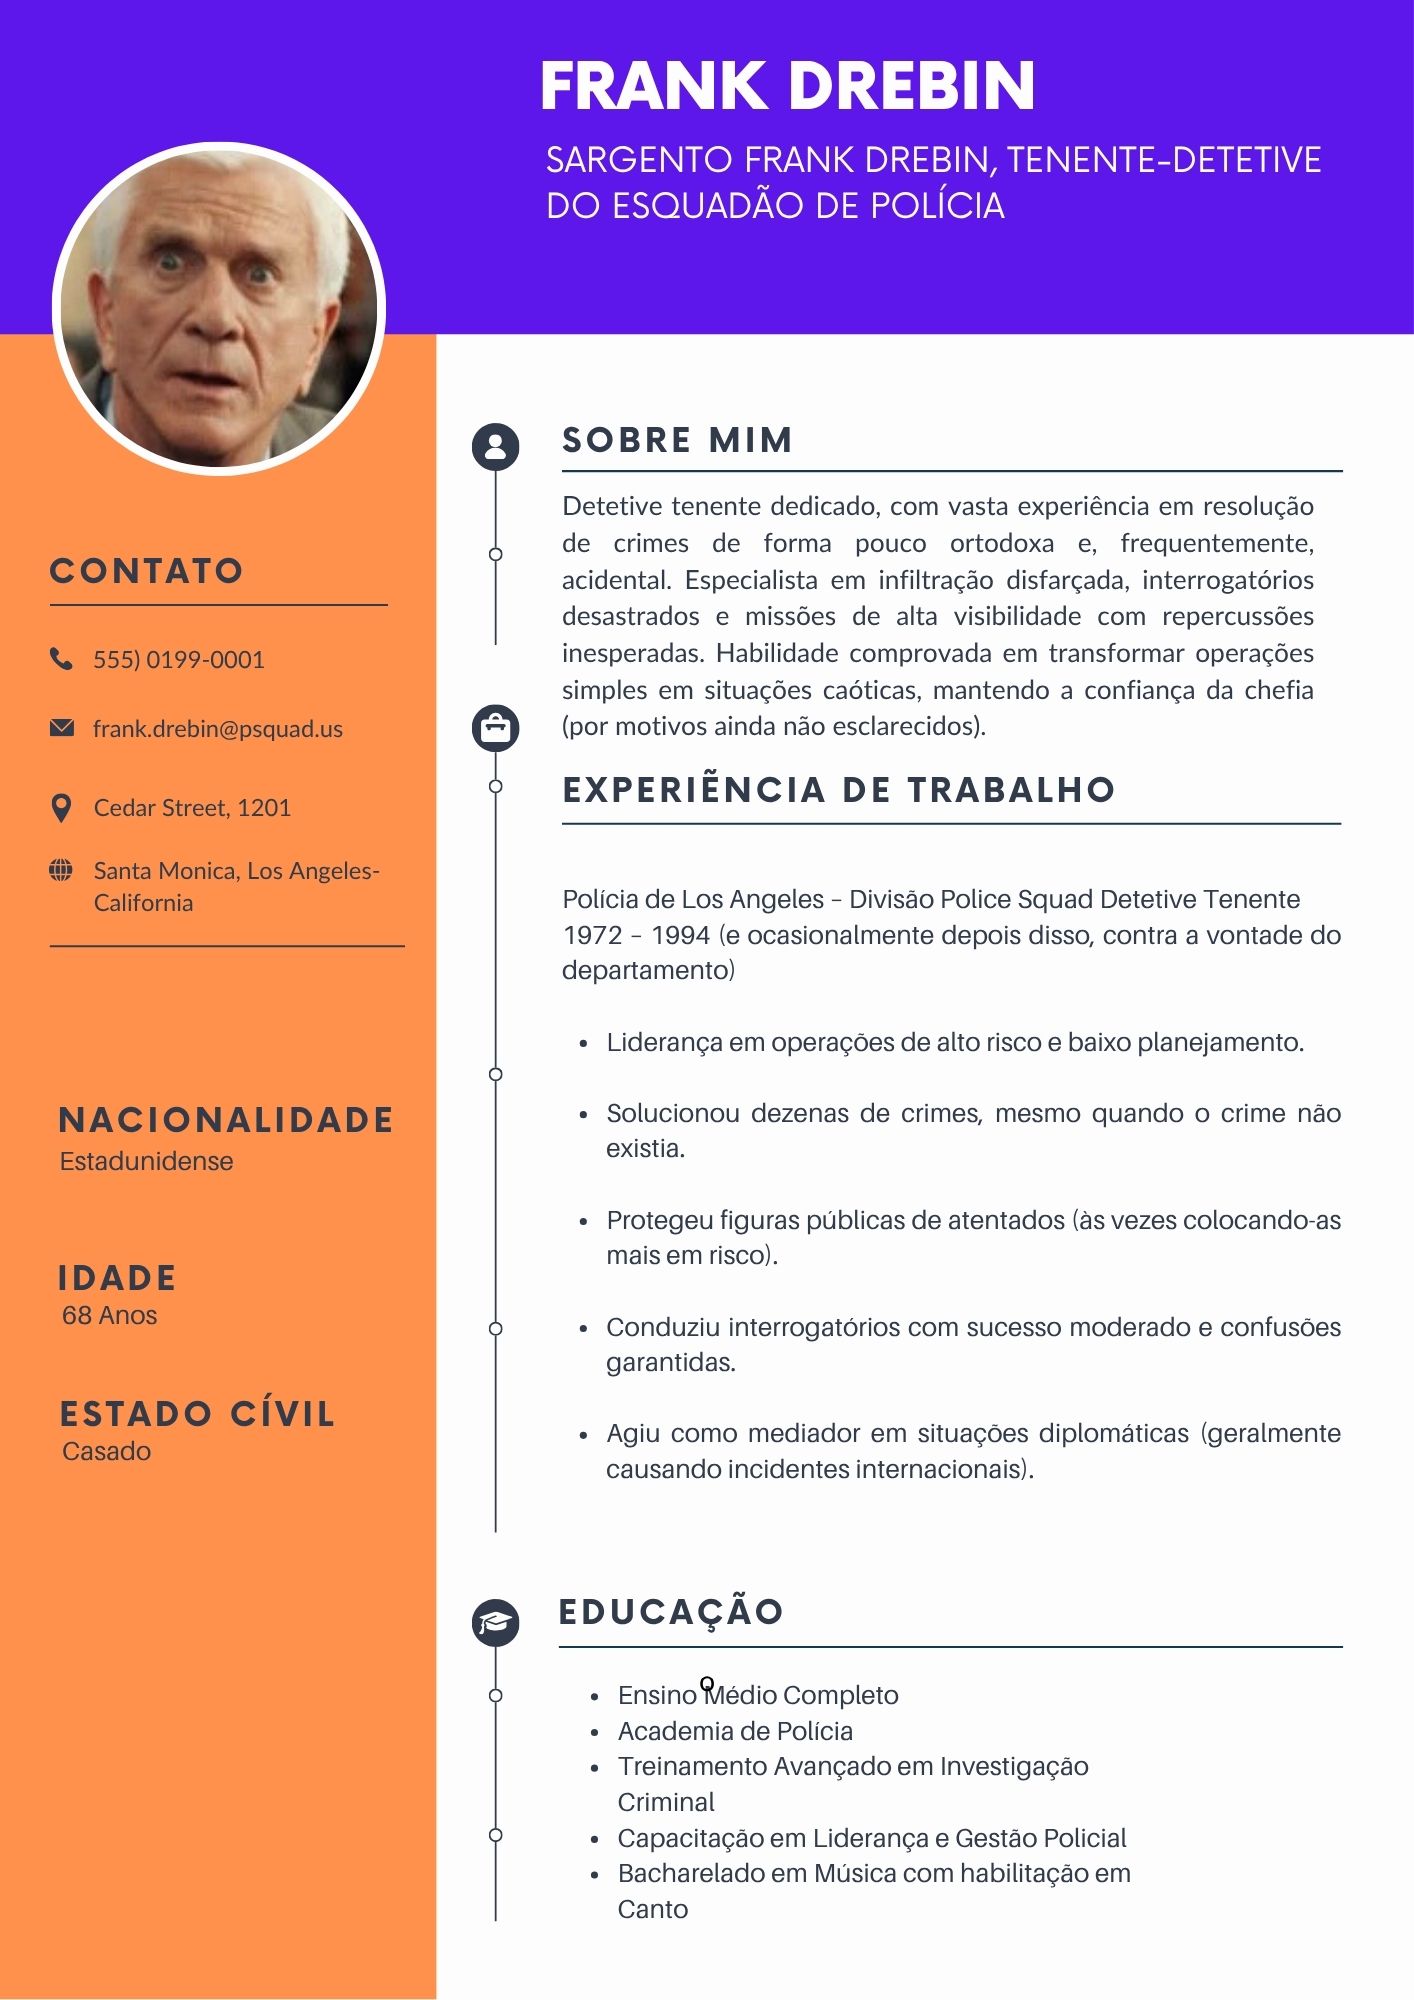 FRANK DREBIN
SARGENTO FRANK DREBIN, TENENTE-DETETIVE
DO ESQUADÃO DE POLÍCIA
CONTATO
555) 0199-0001
frank.drebin@psquad.us
Cedar Street, 1201
Santa Monica, Los Angeles-
California
NACIONALIDADE
Estadunidense
IDADE
68 Anos
ESTADO CÍVIL
Casado
SOBRE MIM
Detetive tenente dedicado, com vasta experiência em resolução
de crimes de forma pouco ortodoxa e, frequentemente,
acidental. Especialista em infiltração disfarçada, interrogatórios
desastrados e missões de alta visibilidade com repercussões
inesperadas. Habilidade comprovada em transformar operações
simples em situações caóticas, mantendo a confiança da chefia
(por motivos ainda não esclarecidos).
EXPERIẼNCIA DE TRABALHO
Polícia de Los Angeles – Divisão Police Squad Detetive Tenente
1972 – 1994 (e ocasionalmente depois disso, contra a vontade do
departamento)
• Liderança em operações de alto risco e baixo planejamento.
• Solucionou dezenas de crimes, mesmo quando o crime não
existia.
• Protegeu figuras públicas de atentados (às vezes colocando-as
mais em risco).
• Conduziu interrogatórios com sucesso moderado e confusões
garantidas.
• Agiu como mediador em situações diplomáticas (geralmente
causando incidentes internacionais).
EDUCAÇÃO
o
• Ensino Médio Completo
• Academia de Polícia
• Treinamento Avançado em Investigação
Criminal
• Capacitação em Liderança e Gestão Policial
• Bacharelado em Música com habilitação em
Canto